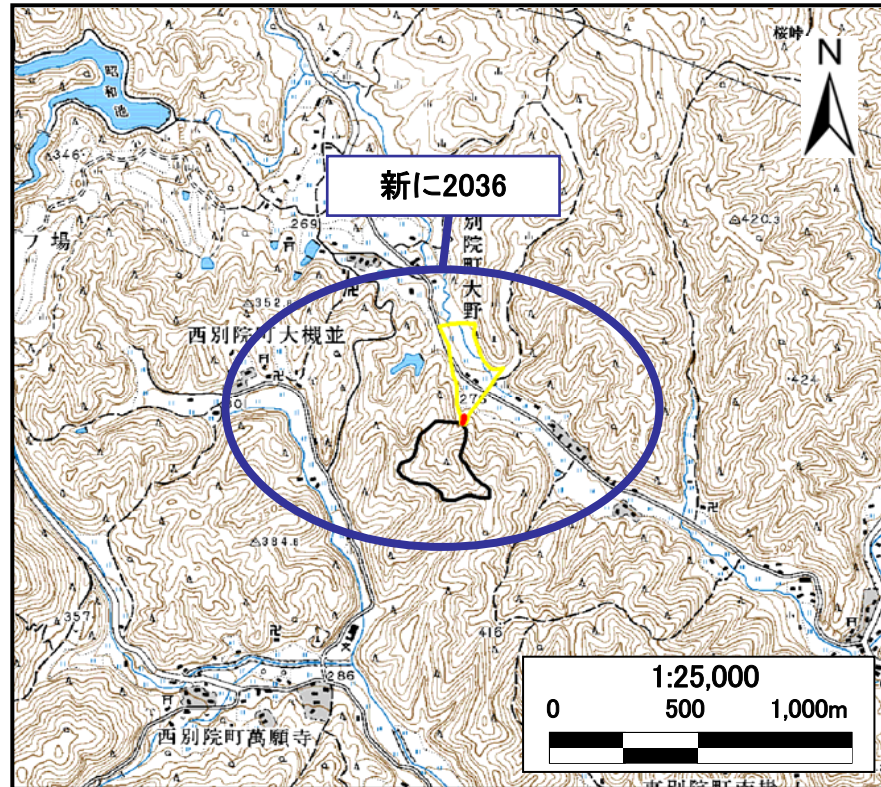 桜峠
N
昭和池
346
新に2036
269
420.3
別院町大野
場
352.
西別院町大槻並
424
27
384.8
357
416
286
西別院町萬願寺
1:25,000
0 500 1,000m